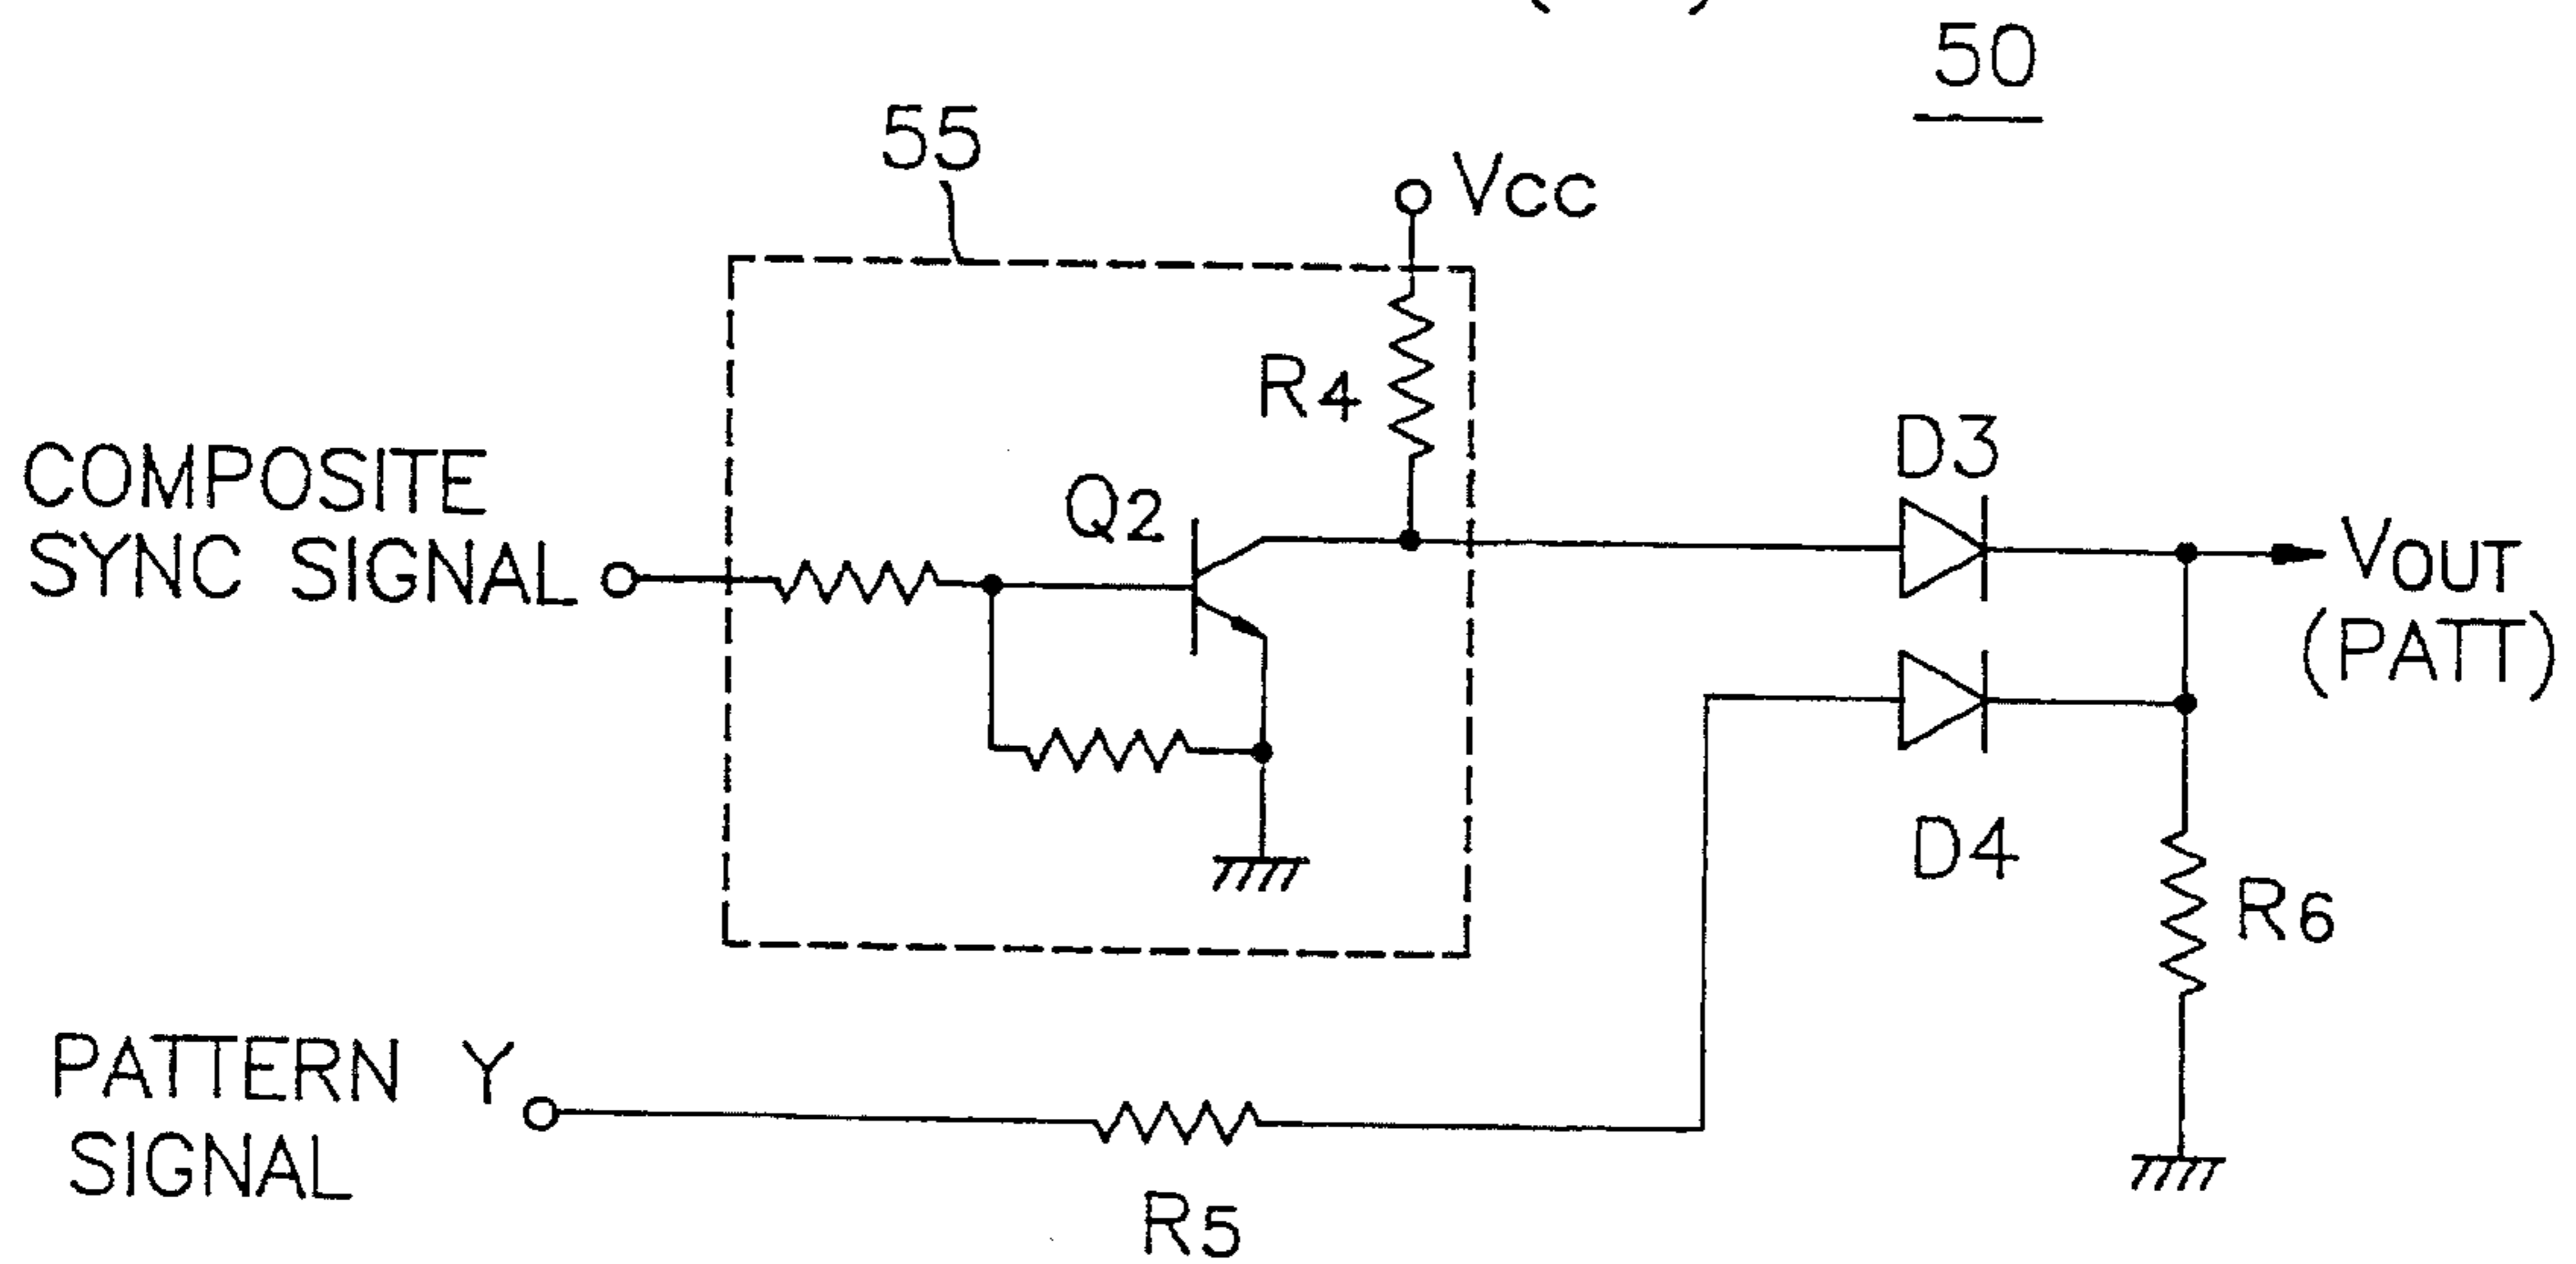 50
55
Vcc
R4
COMPOSITE
SYNC SIGNAL
Q2
D3
VOUT
(PATT)
D4
R6
PATTERN Y
SIGNAL
R5